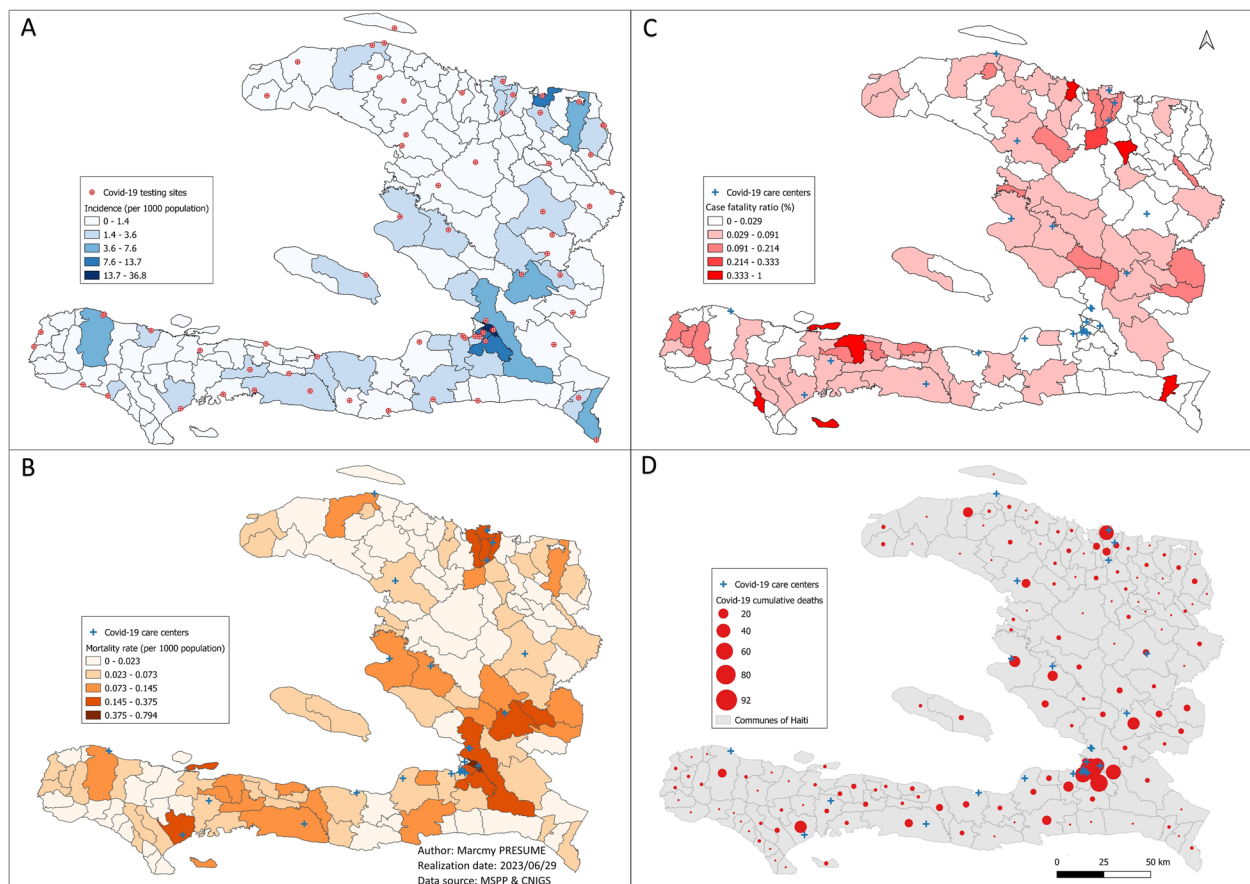 A
Covid-19 testing sites
Incidence (per 1000 population)
0 - 1.4
1.4 - 3.6
3.6 - 7.6
7.6 - 13.7
13.7 - 36.8
C
Covid-19 care centers
Case fatality ratio (%)
0 - 0.029
0.029 - 0.091
0.091 - 0.214
0.214 - 0.333
0.333 - 1
B
Covid-19 care centers
Mortality rate (per 1000 population)
0 - 0.023
0.023 - 0.073
0.073 - 0.145
0.145 - 0.375
0.375 - 0.794
Author: Marcmy PRESUME
Realization date: 2023/06/29
Data source: MSPP & CNIGS
D
Covid-19 care centers
Covid-19 cumulative deaths
20
40
60
80
92
Communes of Haiti
0 25 50 km